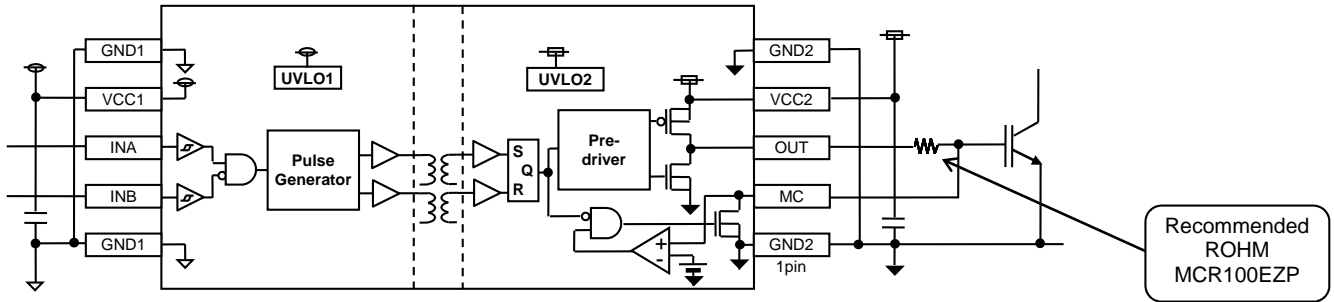 GND1
VCC1
INA
INB
GND1
UVLO1
Pulse
Generator
UVLO2
S
Q
R
Pre-
driver
+
-
GND2
VCC2
OUT
MC
GND2
1pin
Recommended
ROHM
MCR100EZP